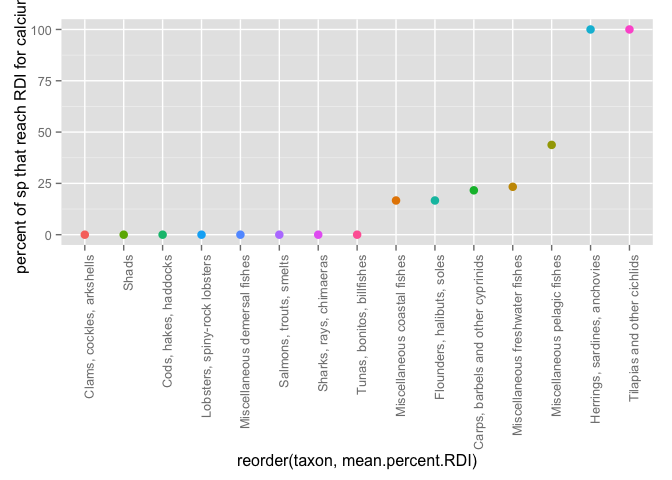 percent of sp that reach RDI for calcium
100
75
50
25
0
Clams, cockles, arkshells
Shads
Cods, hakes, haddocks
Lobsters, spiny-rock lobsters
Miscellaneous demersal fishes
Salmons, trouts, smelts
Sharks, rays, chimaeras
Tunas, bonitos, billfishes
Miscellaneous coastal fishes
Flounders, halibuts, soles
Carps, barbels and other cyprinids
Miscellaneous freshwater fishes
Miscellaneous pelagic fishes
Herrings, sardines, anchovies
Tilapias and other cichlids
reorder(taxon, mean.percent.RDI)